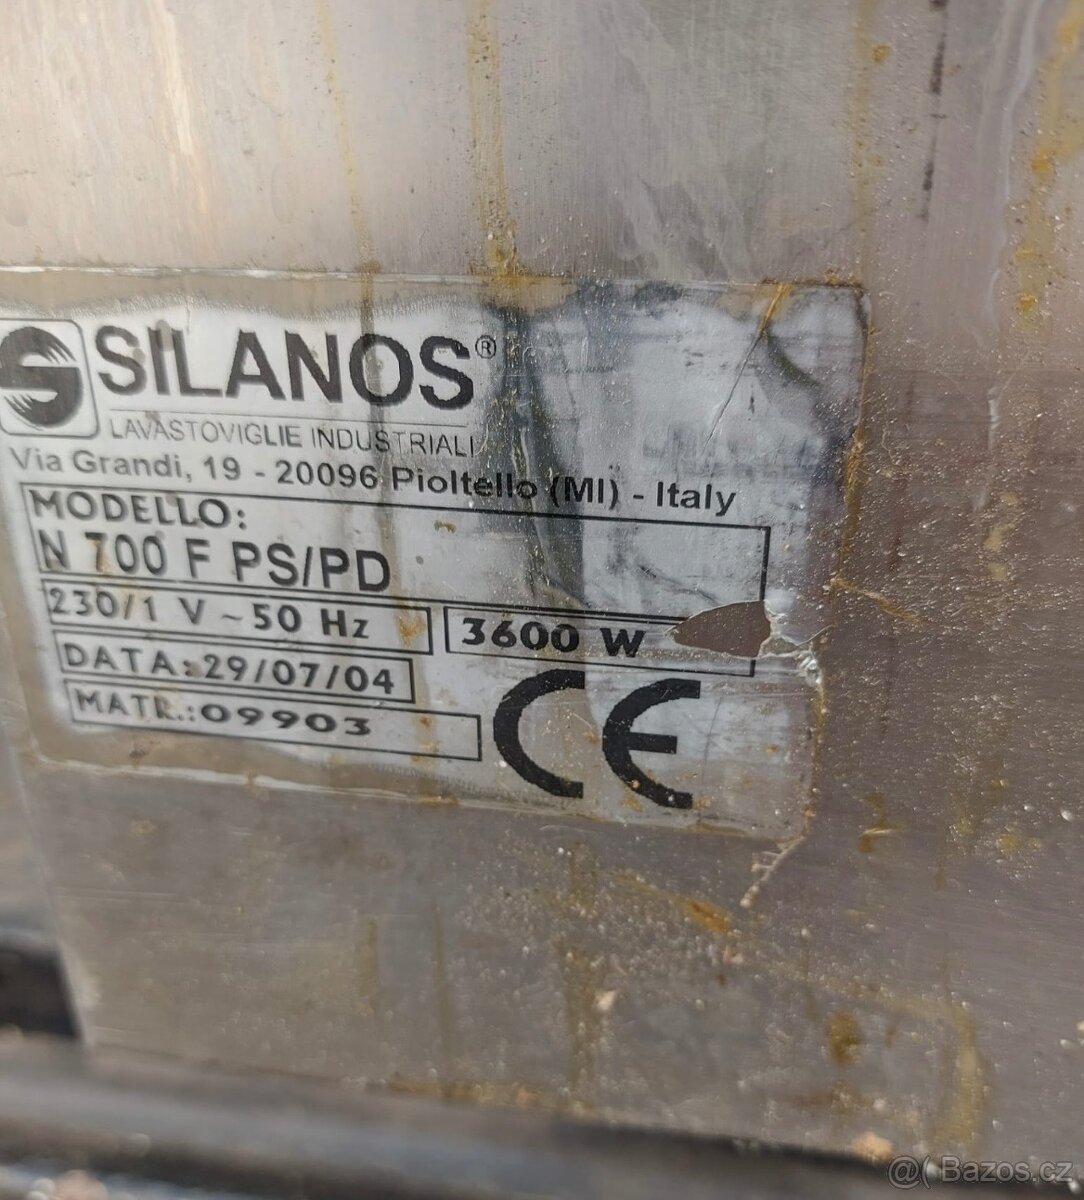 SILANOS®
LAVASTOVIGLIE INDUSTRIALI
Via Grandi, 19 - 20096 Pioltello (MI) - Italy
MODELLO:
N 700 F PS/PD
230/1 V ~ 50 Hz 3600 W
DATA: 29/07/04
MATR.: 09903
CE
@( Bazos.cz